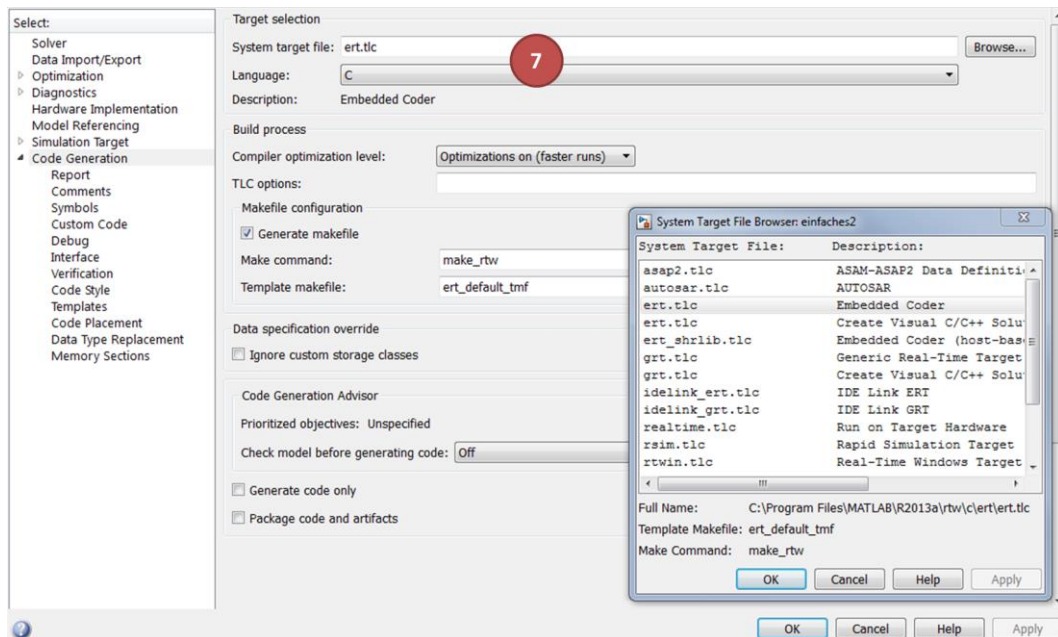 Select:
Solver
Data Import/Export
Optimization
Diagnostics
Hardware Implementation
Model Referencing
Simulation Target
Code Generation
Report
Comments
Symbols
Custom Code
Debug
Interface
Verification
Code Style
Templates
Code Placement
Data Type Replacement
Memory Sections
Target selection
System target file: ert.tlc
Browse...
7
Language: C
Description: Embedded Coder
Build process
Compiler optimization level: Optimizations on (faster runs)
TLC options:
Makefile configuration
Generate makefile
Make command: make_rtw
Template makefile: ert_default_tmf
Data specification override
Ignore custom storage classes
Code Generation Advisor
Prioritized objectives: Unspecified
Check model before generating code: Off
Generate code only
Package code and artifacts
System Target File Browser: einfaches2
System Target File: Description:
asap2.tlc ASAM-ASAP2 Data Definiti
autosar.tlc AUTOSAR
ert.tlc Embedded Coder
ert.tlc Create Visual C/C++ Solu
ert_shrlib.tlc Embedded Coder (host-bas
grt.tlc Generic Real-Time Target
grt.tlc Create Visual C/C++ Solu
idelink_ert.tlc IDE Link ERT
idelink_grt.tlc IDE Link GRT
realtime.tlc Run on Target Hardware
rsim.tlc Rapid Simulation Target
rtwin.tlc Real-Time Windows Target
Full Name: C:\Program Files\MATLAB\R2013a\rtw\c\ert\ert.tlc
Template Makefile: ert_default_tmf
Make Command: make_rtw
OK Cancel Help Apply
OK Cancel Help Apply